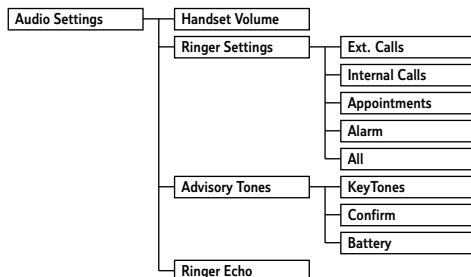 Audio Settings
Handset Volume
Ringer Settings
Ext. Calls
Internal Calls
Appointments
Alarm
All
Advisory Tones
KeyTones
Confirm
Battery
Ringer Echo